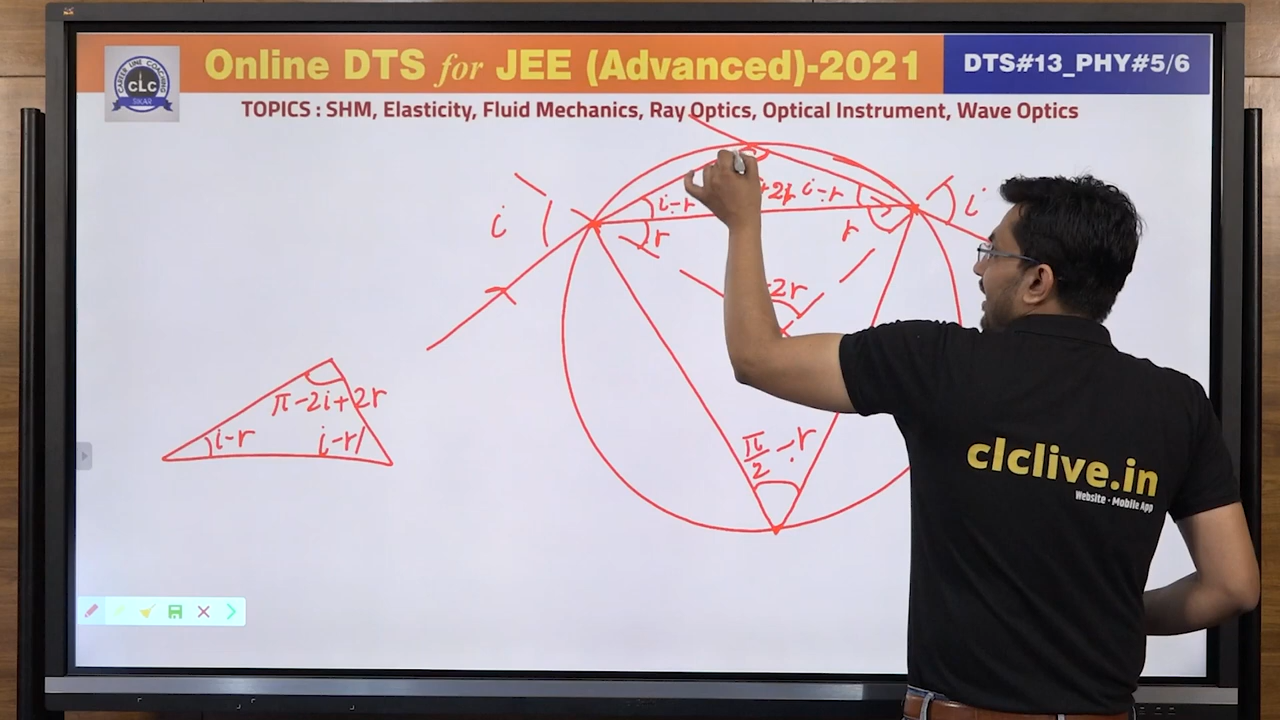 Online DTS for JEE (Advanced)-2021
DTS#13_PHY#5/6
CAREER LINE COACHING
CLC
SIKAR
TOPICS : SHM, Elasticity, Fluid Mechanics, Ray Optics, Optical Instrument, Wave Optics
i
i-r
+2r
i-r
i
r
r
-2r
π-2i+2r
i-r
i-r
π/2 - r
clclive.in
Website · Mobile App